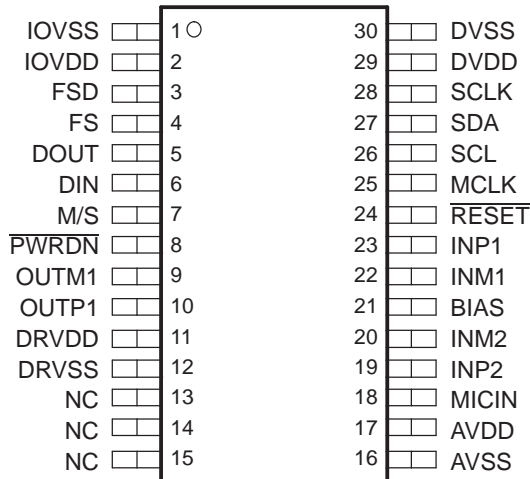 IOVSS 1 30 DVSS
IOVDD 2 29 DVDD
FSD 3 28 SCLK
FS 4 27 SDA
DOUT 5 26 SCL
DIN 6 25 MCLK
M/S 7 24 RESET
PWRDN 8 23 INP1
OUTM1 9 22 INM1
OUTP1 10 21 BIAS
DRVDD 11 20 INM2
DRVSS 12 19 INP2
NC 13 18 MICIN
NC 14 17 AVDD
NC 15 16 AVSS